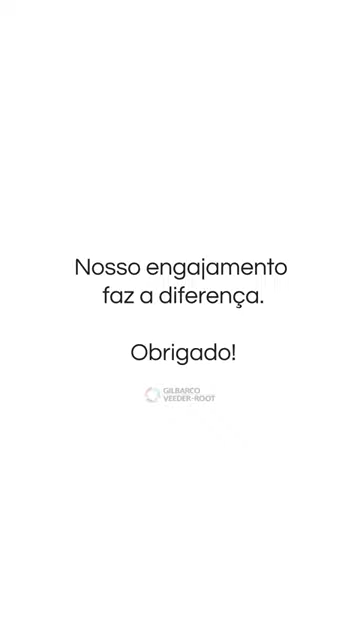 Nosso engajamento
faz a diferença.
Obrigado!
GILBARCO
VEEDER-ROOT